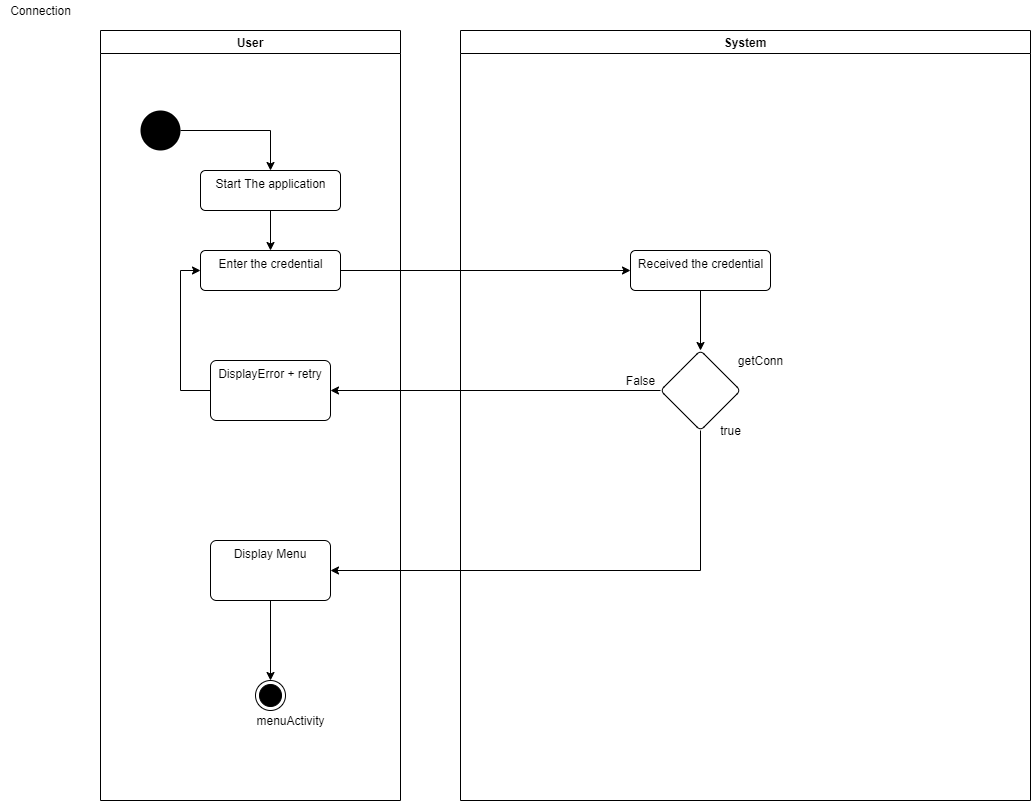 Connection
User
System
Start The application
Enter the credential
Received the credential
DisplayError + retry
False
getConn
true
Display Menu
menuActivity